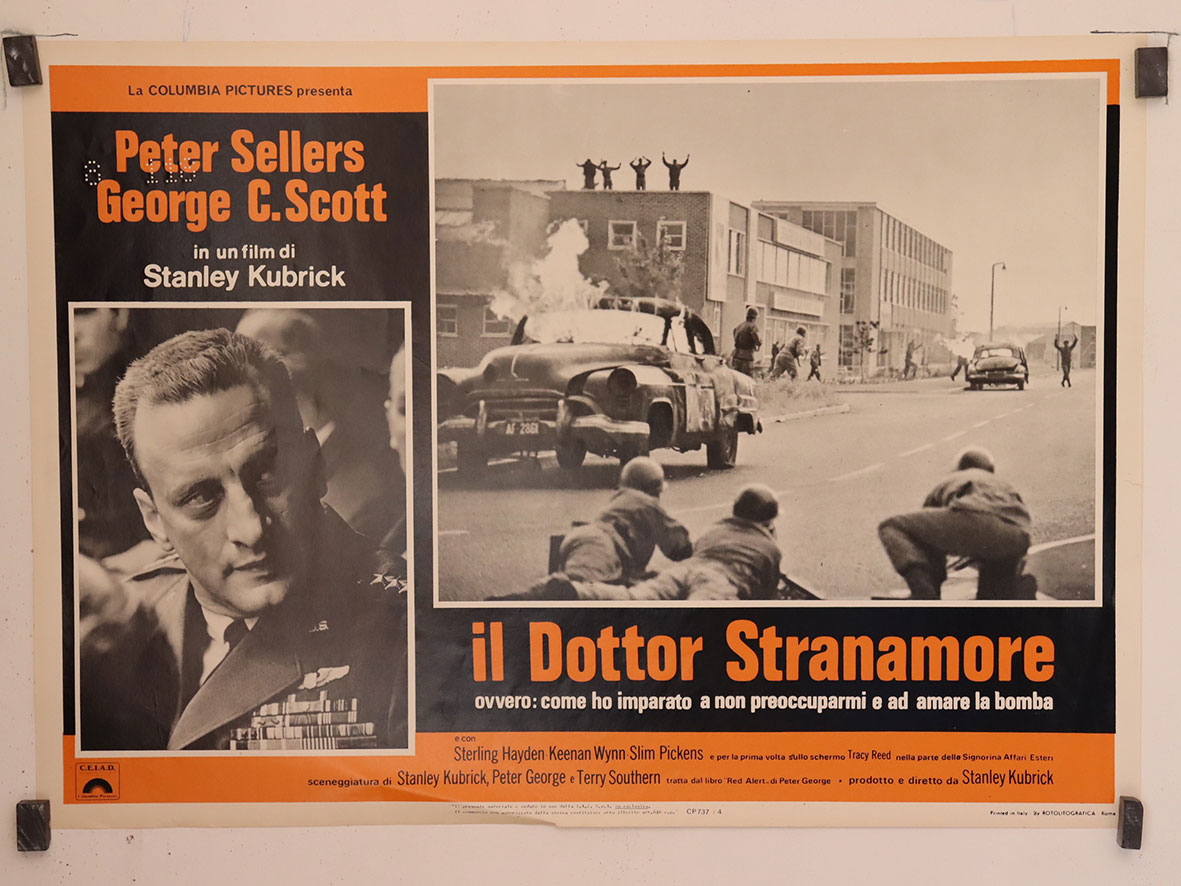 La COLUMBIA PICTURES presenta
Peter Sellers
George C. Scott
in un film di
Stanley Kubrick
AF 2861
U.S.
il Dottor Stranamore
ovvero: come ho imparato a non preoccuparmi e ad amare la bomba
e con
Sterling Hayden·Keenan Wynn·Slim Pickens e per la prima volta sullo schermo Tracy Reed nella parte della Signorina Affari Esteri
sceneggiatura di Stanley Kubrick, Peter George e Terry Southern tratta dal libro "Red Alert" di Peter George • prodotto e diretto da Stanley Kubrick
C.E.I.A.D.
Columbia Pictures
CP 737 / 4
Printed in Italy - By ROTOLITOGRAFICA - Roma